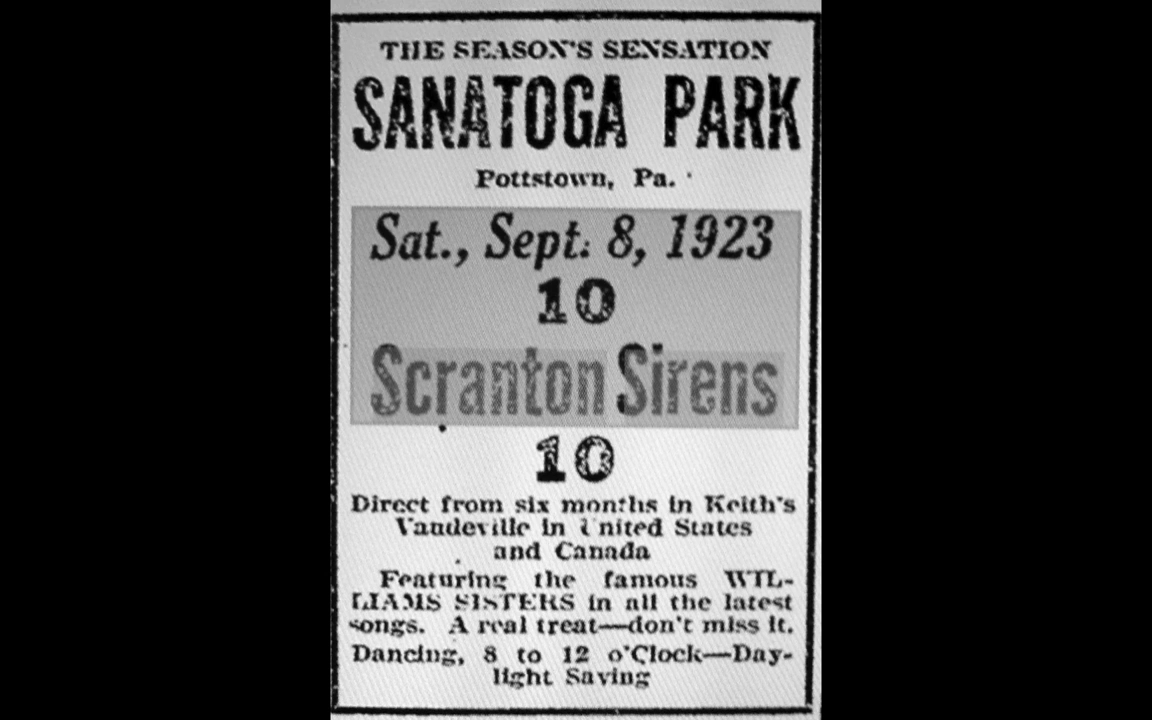 THE SEASON'S SENSATION
SANATOGA PARK
Pottstown, Pa.
Sat., Sept. 8, 1923
10
Scranton Sirens
10
Direct from six months in Keith's
Vaudeville in United States
and Canada
Featuring the famous WIL-
LIAMS SISTERS in all the latest
songs. A real treat—don't miss it.
Dancing, 8 to 12 o'Clock—Day-
light Saving